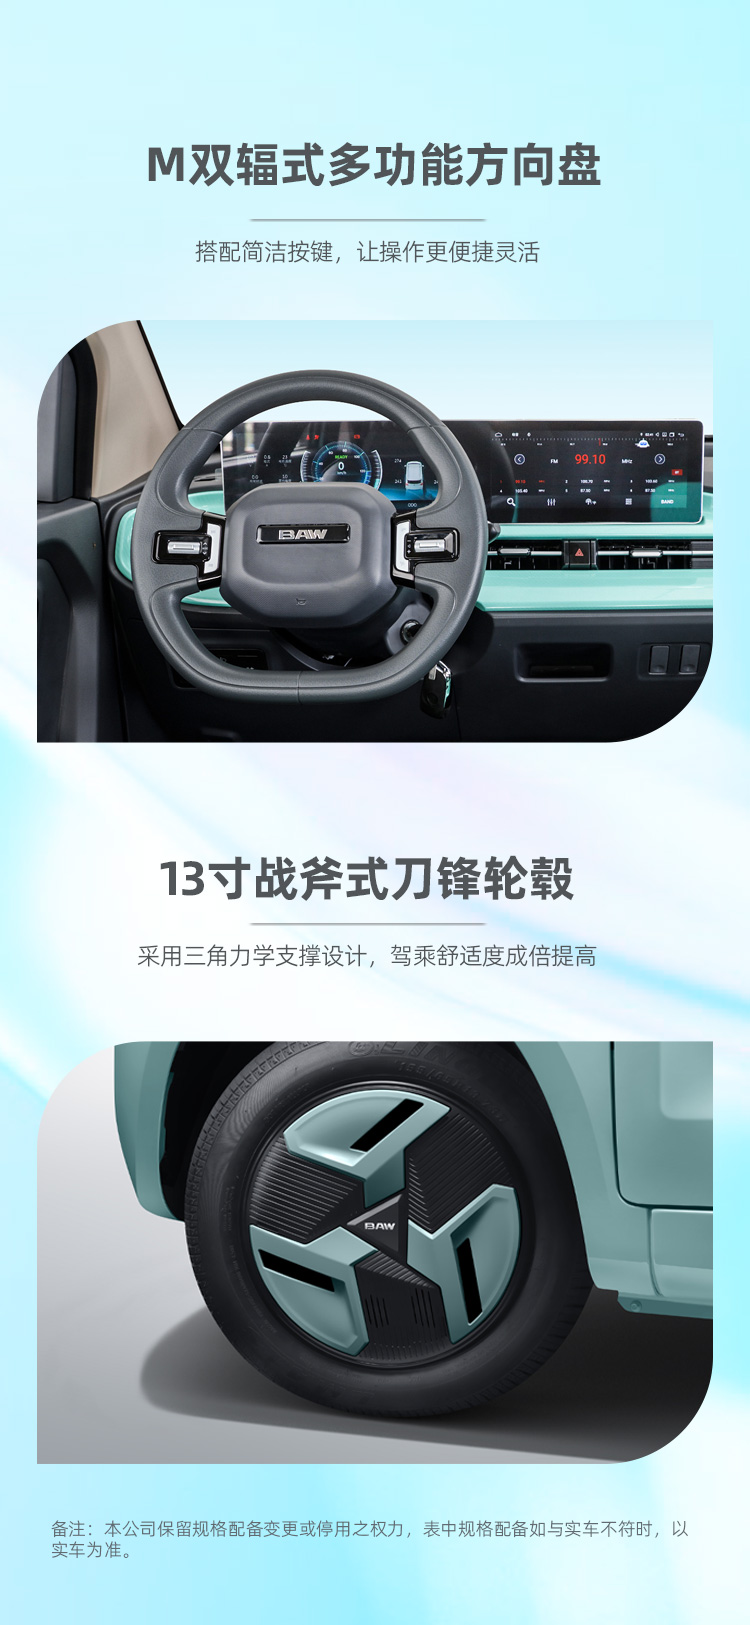 M双辐式多功能方向盘
搭配简洁按键，让操作更便捷灵活
READY
0
FM 99.10 MHz
BAND
BAW
13寸战斧式刀锋轮毂
采用三角力学支撑设计，驾乘舒适度成倍提高
BAW
备注：本公司保留规格配备变更或停用之权力，表中规格配备如与实车不符时，以
实车为准。